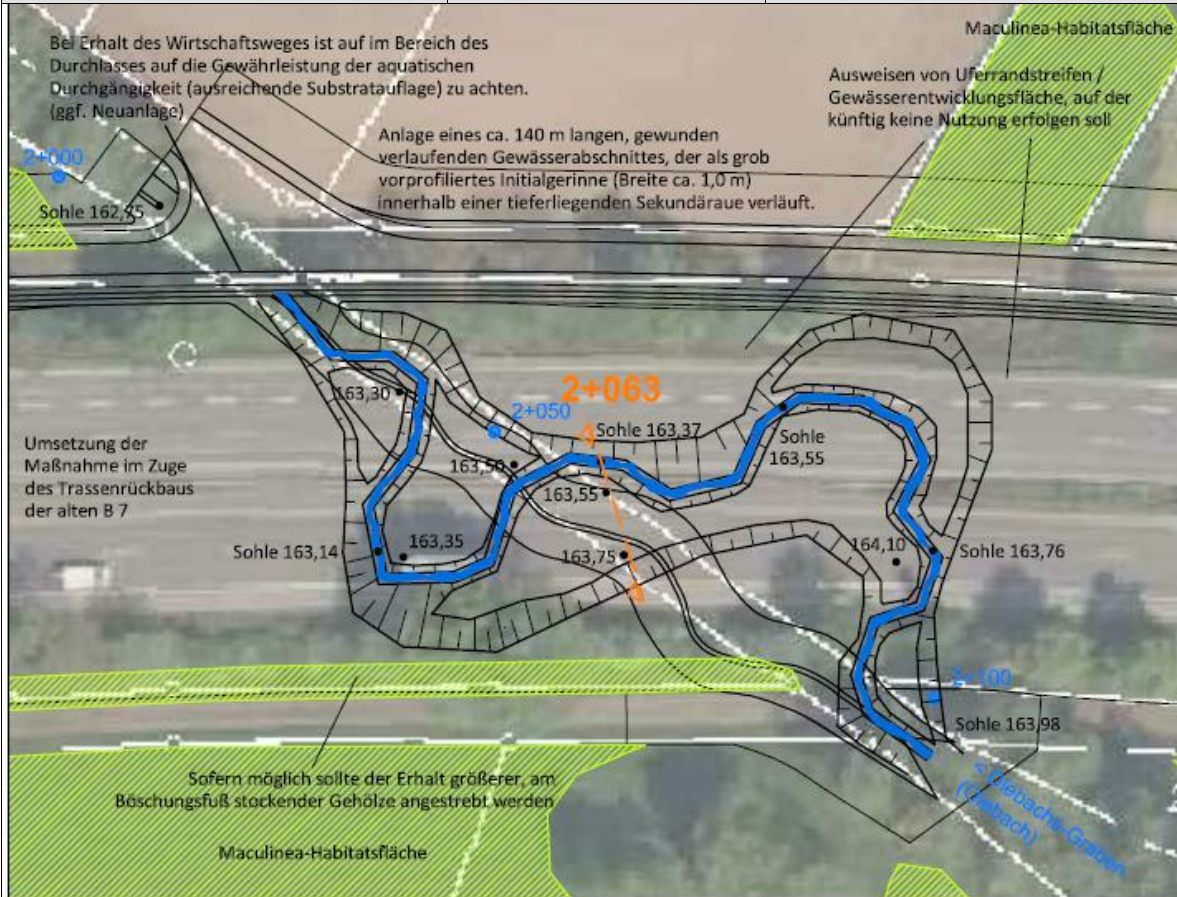 Maculinea-Habitatsfläche
Bei Erhalt des Wirtschaftsweges ist auf im Bereich des
Durchlasses auf die Gewährleistung der aquatischen
Durchgängigkeit (ausreichende Substratauflage) zu achten.
(ggf. Neuanlage)
Ausweisen von Uferrandstreifen /
Gewässerentwicklungsfläche, auf der
künftig keine Nutzung erfolgen soll
Anlage eines ca. 140 m langen, gewunden
verlaufenden Gewässerabschnittes, der als grob
vorprofiliertes Initialgerinne (Breite ca. 1,0 m)
innerhalb einer tieferliegenden Sekundäraue verläuft.
2+000
Sohle 162,75
163,30
2+063
2+050
Sohle 163,37
Sohle
163,55
Umsetzung der
Maßnahme im Zuge
des Trassenrückbaus
der alten B 7
163,50
163,55
Sohle 163,14
163,35
163,75
164,10
Sohle 163,76
2+100
Sohle 163,98
< Diebachs-Graben
(Diebach)
Sofern möglich sollte der Erhalt größerer, am
Böschungsfuß stockender Gehölze angestrebt werden
Maculinea-Habitatsfläche